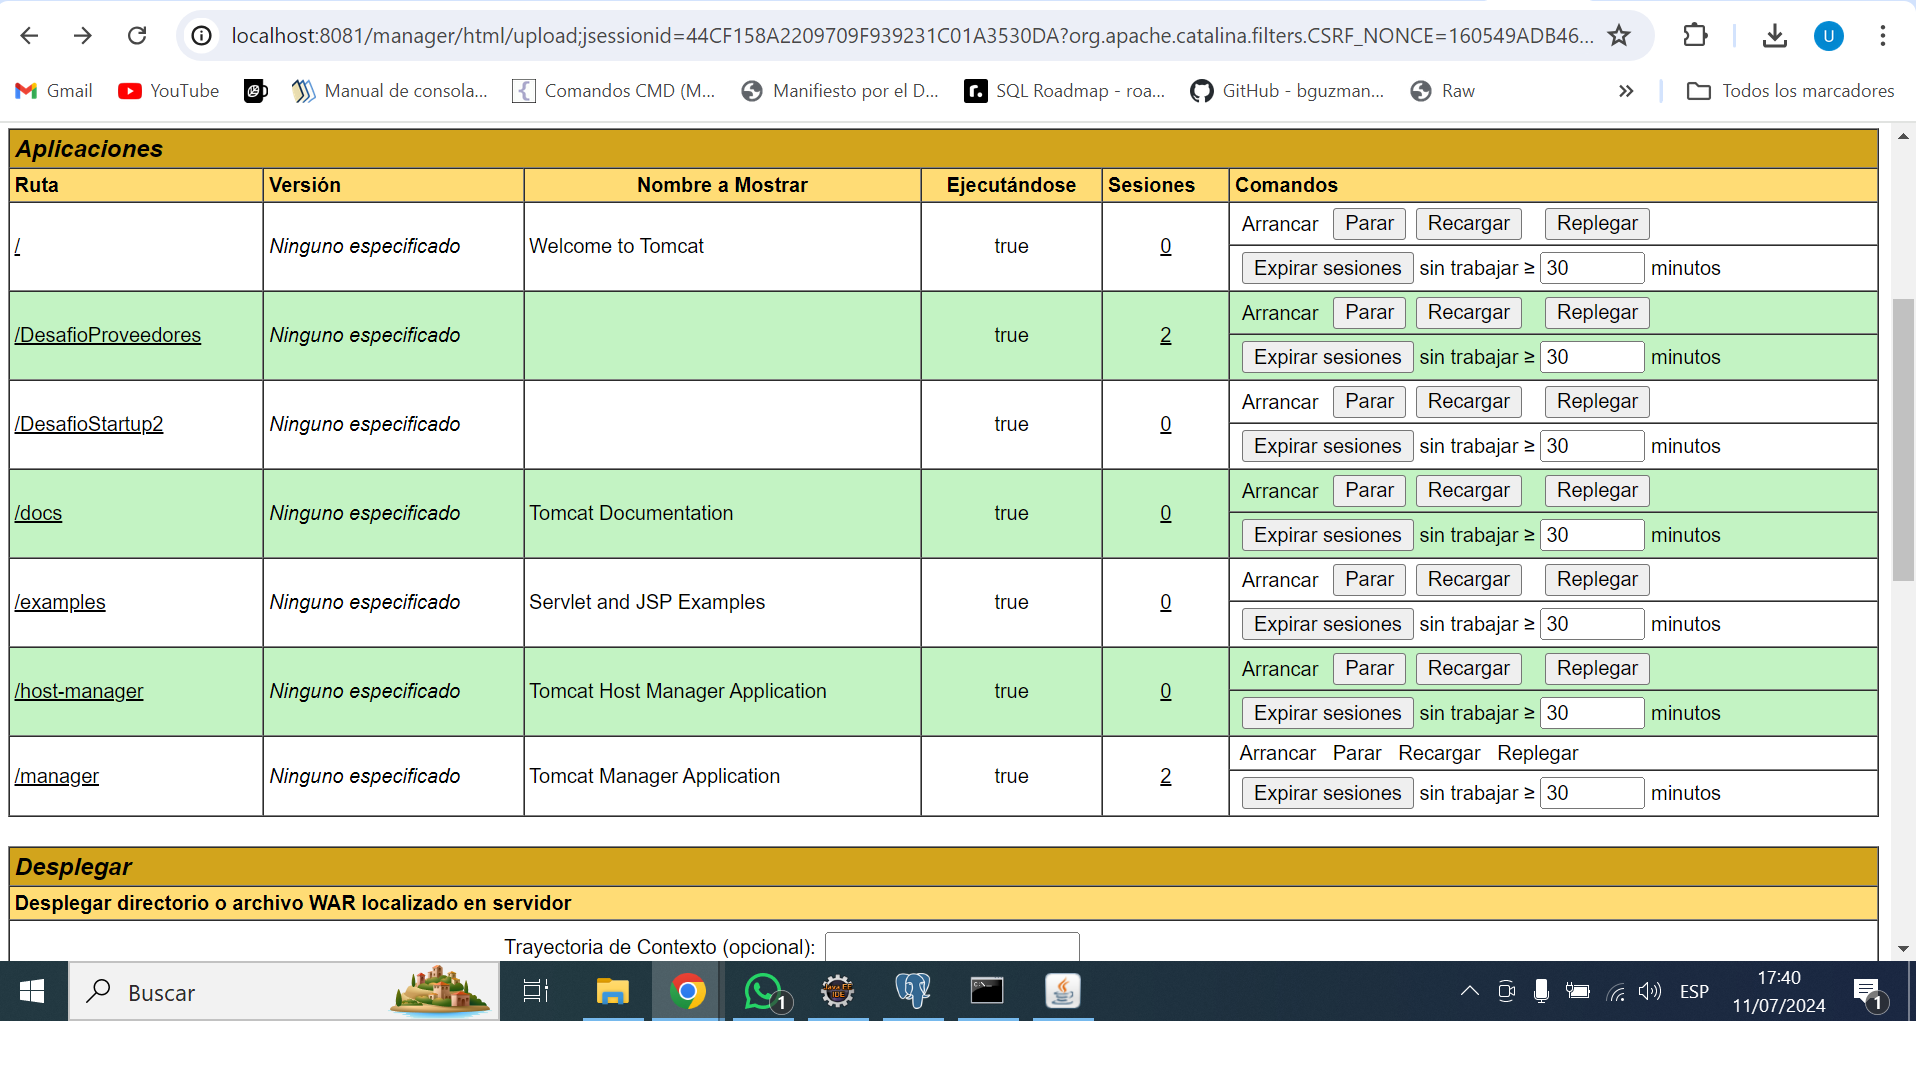 localhost:8081/manager/html/upload;jsessionid=44CF158A2209709F939231C01A3530DA?org.apache.catalina.filters.CSRF_NONCE=160549ADB46...
U
Gmail YouTube Manual de consola... Comandos CMD (M... Manifiesto por el D... SQL Roadmap - roa... GitHub - bguzman... Raw » Todos los marcadores
Aplicaciones
Ruta Versión Nombre a Mostrar Ejecutándose Sesiones Comandos
/ Ninguno especificado Welcome to Tomcat true 0 Arrancar Parar Recargar Replegar
Expirar sesiones sin trabajar ≥ 30 minutos
/DesafioProveedores Ninguno especificado true 2 Arrancar Parar Recargar Replegar
Expirar sesiones sin trabajar ≥ 30 minutos
/DesafioStartup2 Ninguno especificado true 0 Arrancar Parar Recargar Replegar
Expirar sesiones sin trabajar ≥ 30 minutos
/docs Ninguno especificado Tomcat Documentation true 0 Arrancar Parar Recargar Replegar
Expirar sesiones sin trabajar ≥ 30 minutos
/examples Ninguno especificado Servlet and JSP Examples true 0 Arrancar Parar Recargar Replegar
Expirar sesiones sin trabajar ≥ 30 minutos
/host-manager Ninguno especificado Tomcat Host Manager Application true 0 Arrancar Parar Recargar Replegar
Expirar sesiones sin trabajar ≥ 30 minutos
/manager Ninguno especificado Tomcat Manager Application true 2 Arrancar Parar Recargar Replegar
Expirar sesiones sin trabajar ≥ 30 minutos
Desplegar
Desplegar directorio o archivo WAR localizado en servidor
Trayectoria de Contexto (opcional):
Buscar 1 Java EE IDE ESP 17:40 1
11/07/2024